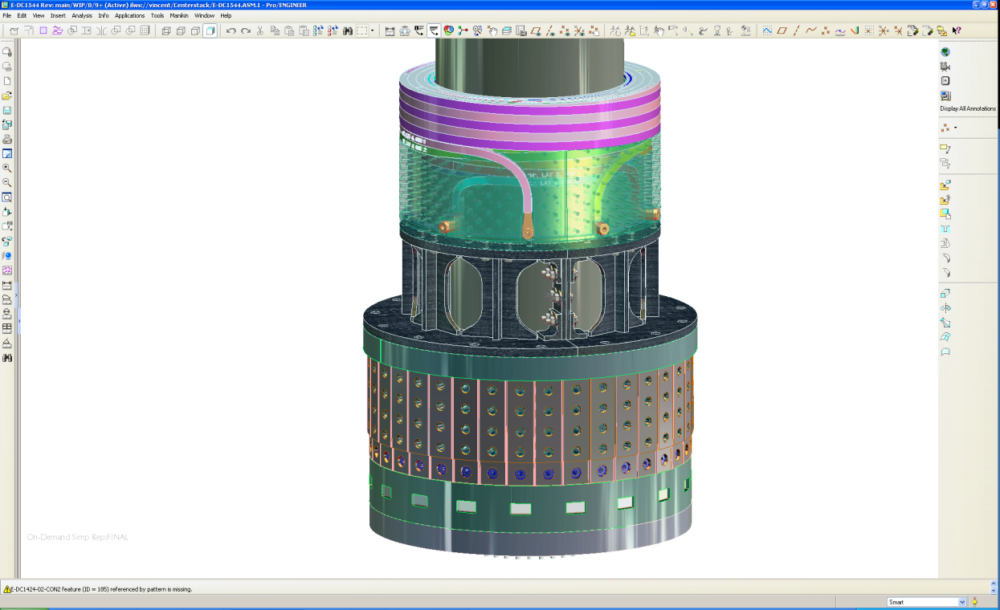 E-DC1544 Rev: main/WIP/0/9+ (Active) ilws://vincent/Centerstack/E-DC1544.ASM.1 - Pro/ENGINEER
File Edit View Insert Analysis Info Applications Tools Manikin Window Help
Display All Annotations
On-Demand Simp Rep:FINAL
E-DC1424-02-CON2 feature (ID = 185) referenced by pattern is missing.
Smart